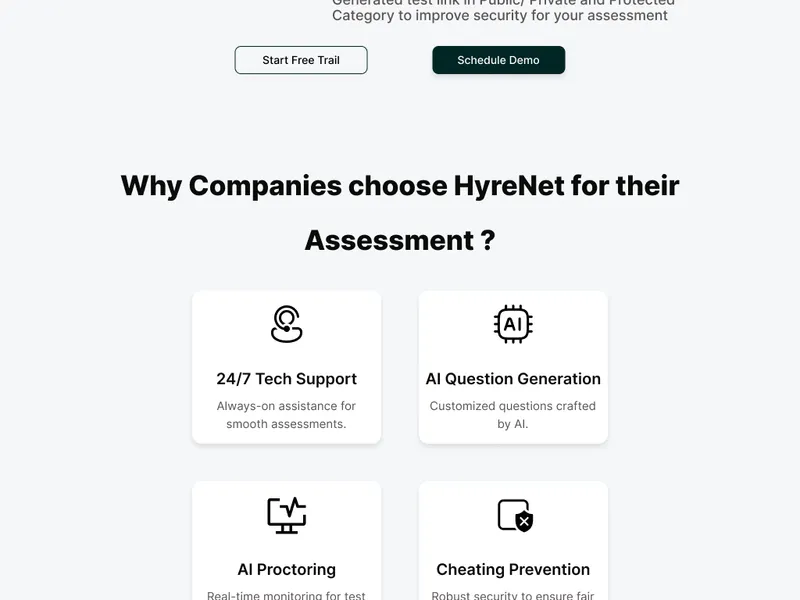 Generated test link in Public/ Private and Protected
Category to improve security for your assessment
Start Free Trail
Schedule Demo
Why Companies choose HyreNet for their
Assessment ?
AI
24/7 Tech Support
AI Question Generation
Always-on assistance for
smooth assessments.
Customized questions crafted
by AI.
AI Proctoring
Cheating Prevention
Real-time monitoring for test
Robust security to ensure fair